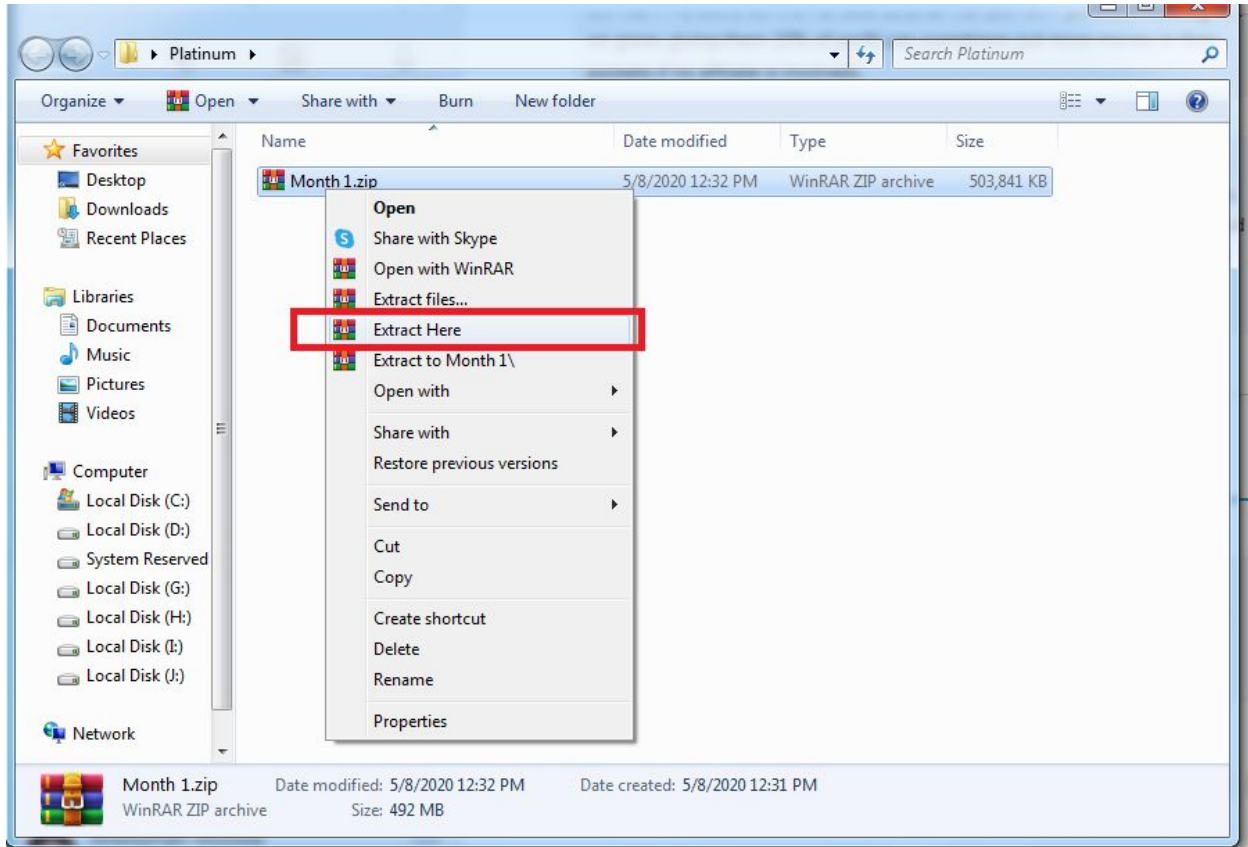 Platinum
Search Platinum
Organize Open Share with Burn New folder
Name Date modified Type Size
Favorites
Desktop
Downloads
Recent Places
Libraries
Documents
Music
Pictures
Videos
Computer
Local Disk (C:)
Local Disk (D:)
System Reserved
Local Disk (G:)
Local Disk (H:)
Local Disk (I:)
Local Disk (J:)
Network
Month 1.zip 5/8/2020 12:32 PM WinRAR ZIP archive 503,841 KB
Open
Share with Skype
Open with WinRAR
Extract files...
Extract Here
Extract to Month 1\
Open with
Share with
Restore previous versions
Send to
Cut
Copy
Create shortcut
Delete
Rename
Properties
Month 1.zip Date modified: 5/8/2020 12:32 PM Date created: 5/8/2020 12:31 PM
WinRAR ZIP archive Size: 492 MB